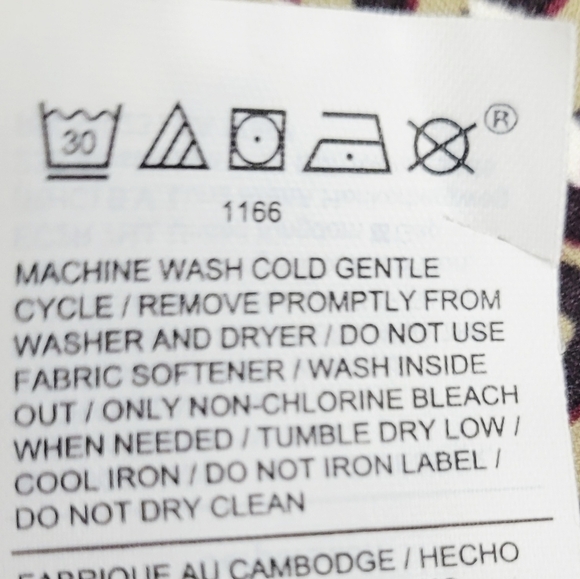 30
®
1166
MACHINE WASH COLD GENTLE
CYCLE / REMOVE PROMPTLY FROM
WASHER AND DRYER / DO NOT USE
FABRIC SOFTENER / WASH INSIDE
OUT / ONLY NON-CHLORINE BLEACH
WHEN NEEDED / TUMBLE DRY LOW /
COOL IRON / DO NOT IRON LABEL /
DO NOT DRY CLEAN
FABRIQUE AU CAMBODGE / HECHO